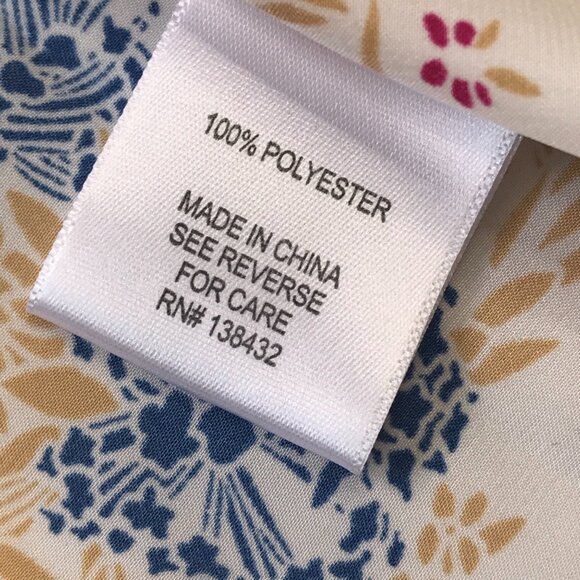 100% POLYESTER
MADE IN CHINA
SEE REVERSE
FOR CARE
RN# 138432